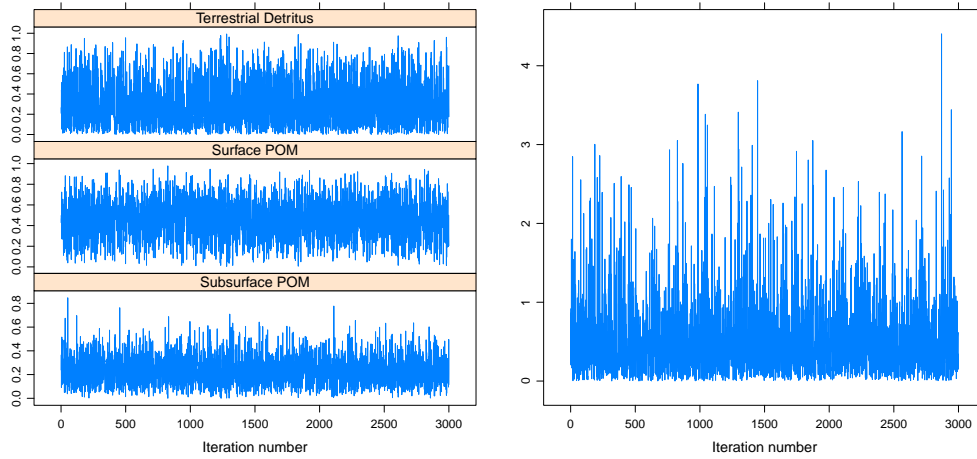 Terrestrial Detritus
0.0 0.2 0.4 0.6 0.8 1.0
Surface POM
0.0 0.2 0.4 0.6 0.8 1.0
Subsurface POM
0.0 0.2 0.4 0.6 0.8
0 500 1000 1500 2000 2500 3000
Iteration number
4
3
2
1
0
0 500 1000 1500 2000 2500 3000
Iteration number